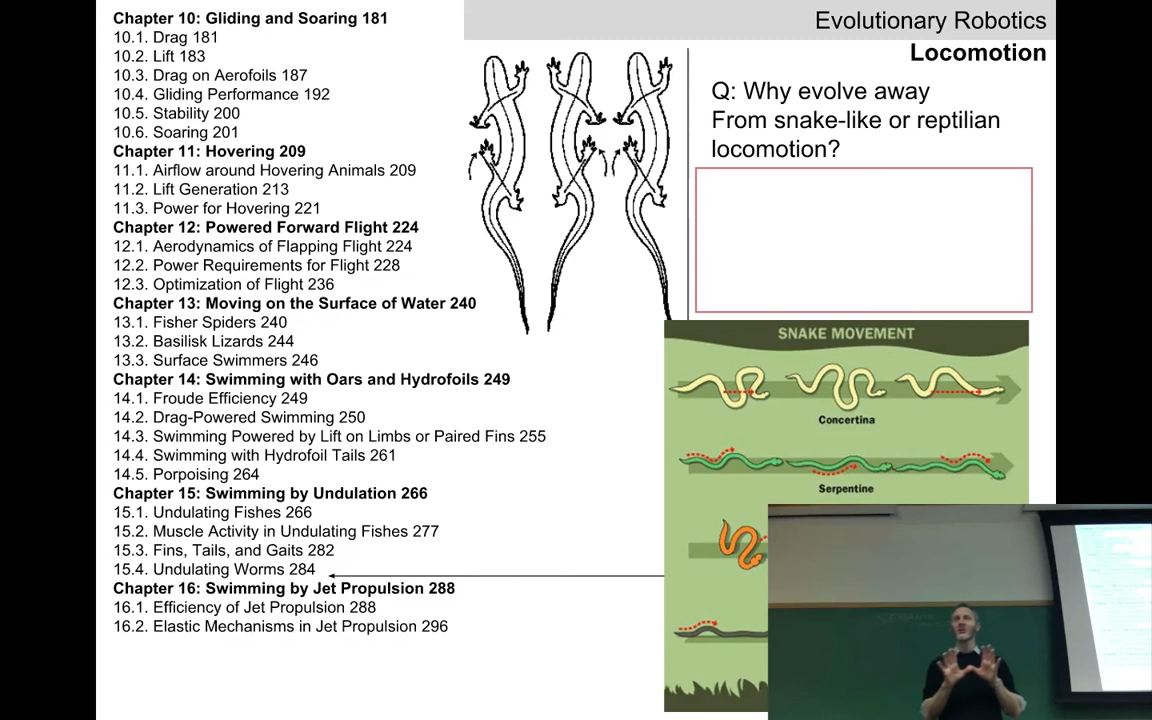 Chapter 10: Gliding and Soaring 181
10.1. Drag 181
10.2. Lift 183
10.3. Drag on Aerofoils 187
10.4. Gliding Performance 192
10.5. Stability 200
10.6. Soaring 201
Chapter 11: Hovering 209
11.1. Airflow around Hovering Animals 209
11.2. Lift Generation 213
11.3. Power for Hovering 221
Chapter 12: Powered Forward Flight 224
12.1. Aerodynamics of Flapping Flight 224
12.2. Power Requirements for Flight 228
12.3. Optimization of Flight 236
Chapter 13: Moving on the Surface of Water 240
13.1. Fisher Spiders 240
13.2. Basilisk Lizards 244
13.3. Surface Swimmers 246
Chapter 14: Swimming with Oars and Hydrofoils 249
14.1. Froude Efficiency 249
14.2. Drag-Powered Swimming 250
14.3. Swimming Powered by Lift on Limbs or Paired Fins 255
14.4. Swimming with Hydrofoil Tails 261
14.5. Porpoising 264
Chapter 15: Swimming by Undulation 266
15.1. Undulating Fishes 266
15.2. Muscle Activity in Undulating Fishes 277
15.3. Fins, Tails, and Gaits 282
15.4. Undulating Worms 284
Chapter 16: Swimming by Jet Propulsion 288
16.1. Efficiency of Jet Propulsion 288
16.2. Elastic Mechanisms in Jet Propulsion 296
Evolutionary Robotics
Locomotion
Q: Why evolve away
From snake-like or reptilian
locomotion?
SNAKE MOVEMENT
Concertina
Serpentine